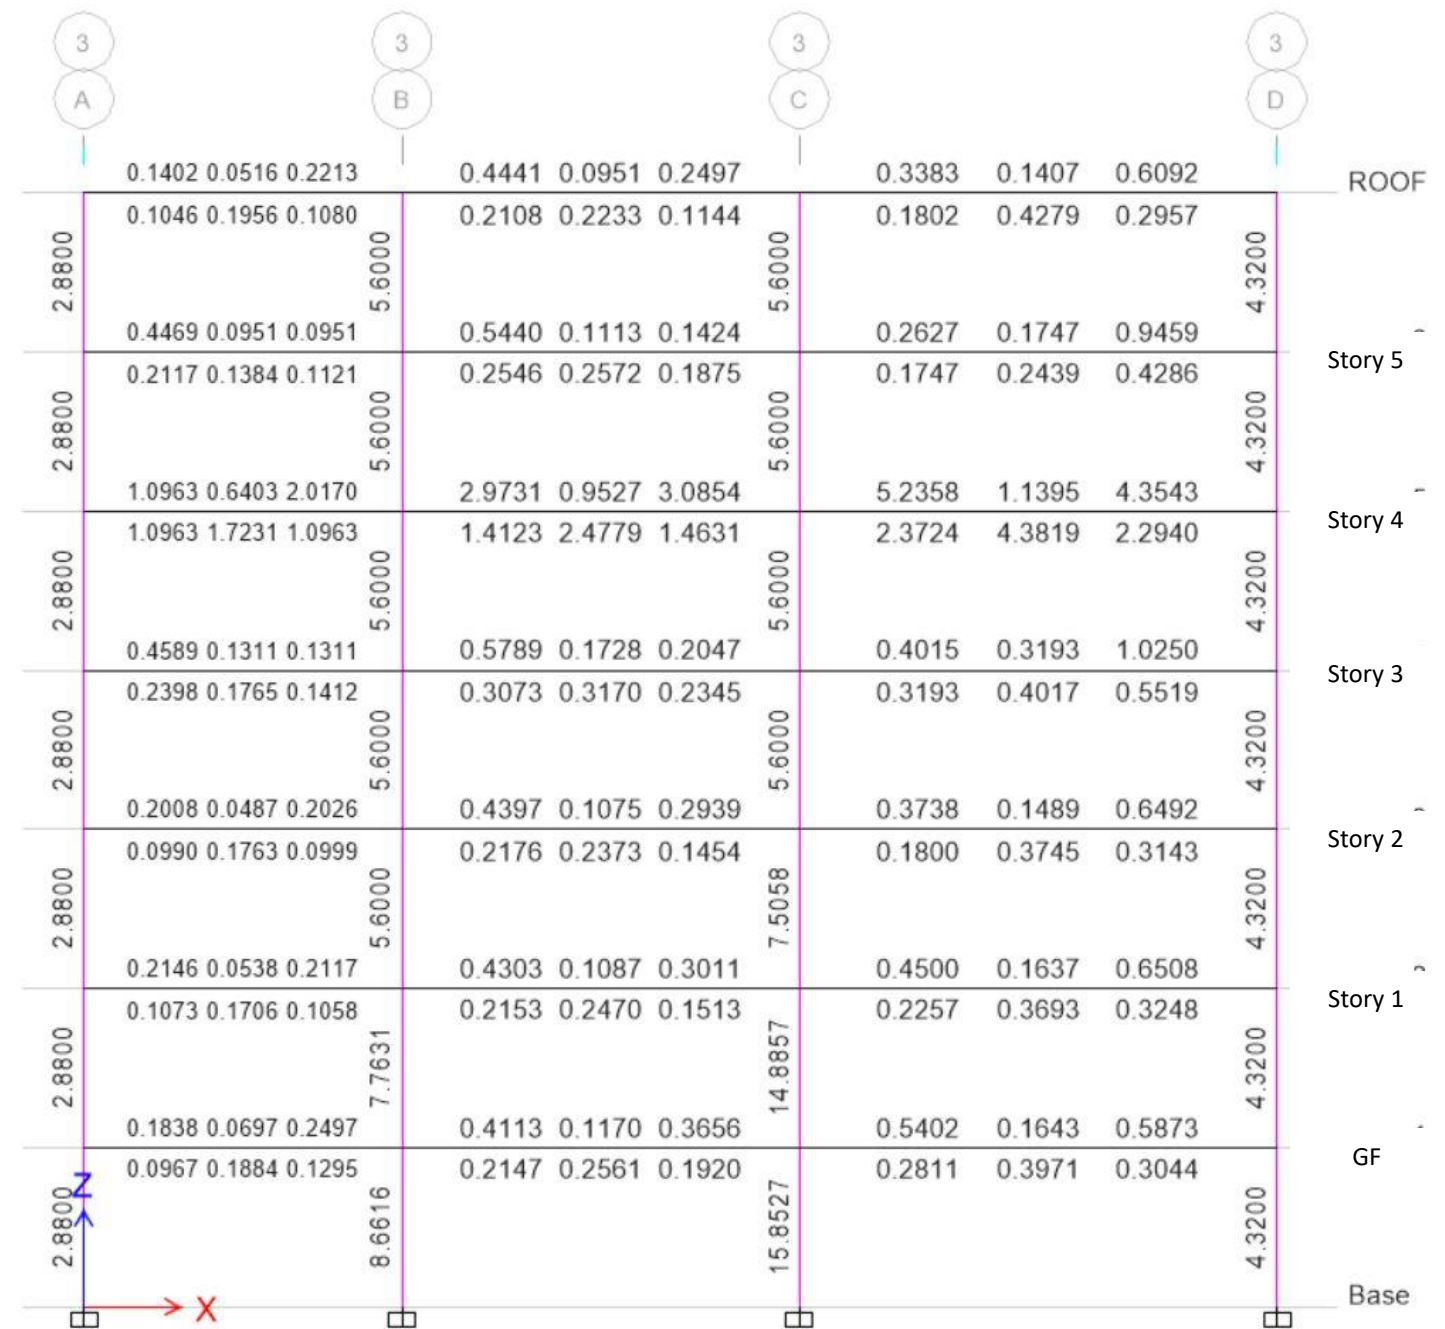 3 3 3 3
A B C D
0.1402 0.0516 0.2213 0.4441 0.0951 0.2497 0.3383 0.1407 0.6092
ROOF
0.1046 0.1956 0.1080 0.2108 0.2233 0.1144 0.1802 0.4279 0.2957
2.8800 5.6000 5.6000 4.3200
0.4469 0.0951 0.0951 0.5440 0.1113 0.1424 0.2627 0.1747 0.9459
Story 5
0.2117 0.1384 0.1121 0.2546 0.2572 0.1875 0.1747 0.2439 0.4286
2.8800 5.6000 5.6000 4.3200
1.0963 0.6403 2.0170 2.9731 0.9527 3.0854 5.2358 1.1395 4.3543
Story 4
1.0963 1.7231 1.0963 1.4123 2.4779 1.4631 2.3724 4.3819 2.2940
2.8800 5.6000 5.6000 4.3200
0.4589 0.1311 0.1311 0.5789 0.1728 0.2047 0.4015 0.3193 1.0250
Story 3
0.2398 0.1765 0.1412 0.3073 0.3170 0.2345 0.3193 0.4017 0.5519
2.8800 5.6000 5.6000 4.3200
0.2008 0.0487 0.2026 0.4397 0.1075 0.2939 0.3738 0.1489 0.6492
Story 2
0.0990 0.1763 0.0999 0.2176 0.2373 0.1454 0.1800 0.3745 0.3143
2.8800 5.6000 7.5058 4.3200
0.2146 0.0538 0.2117 0.4303 0.1087 0.3011 0.4500 0.1637 0.6508
Story 1
0.1073 0.1706 0.1058 0.2153 0.2470 0.1513 0.2257 0.3693 0.3248
2.8800 7.7631 14.8857 4.3200
0.1838 0.0697 0.2497 0.4113 0.1170 0.3656 0.5402 0.1643 0.5873
GF
0.0967 0.1884 0.1295 0.2147 0.2561 0.1920 0.2811 0.3971 0.3044
Z
2.8800 8.6616 15.8527 4.3200
X
Base